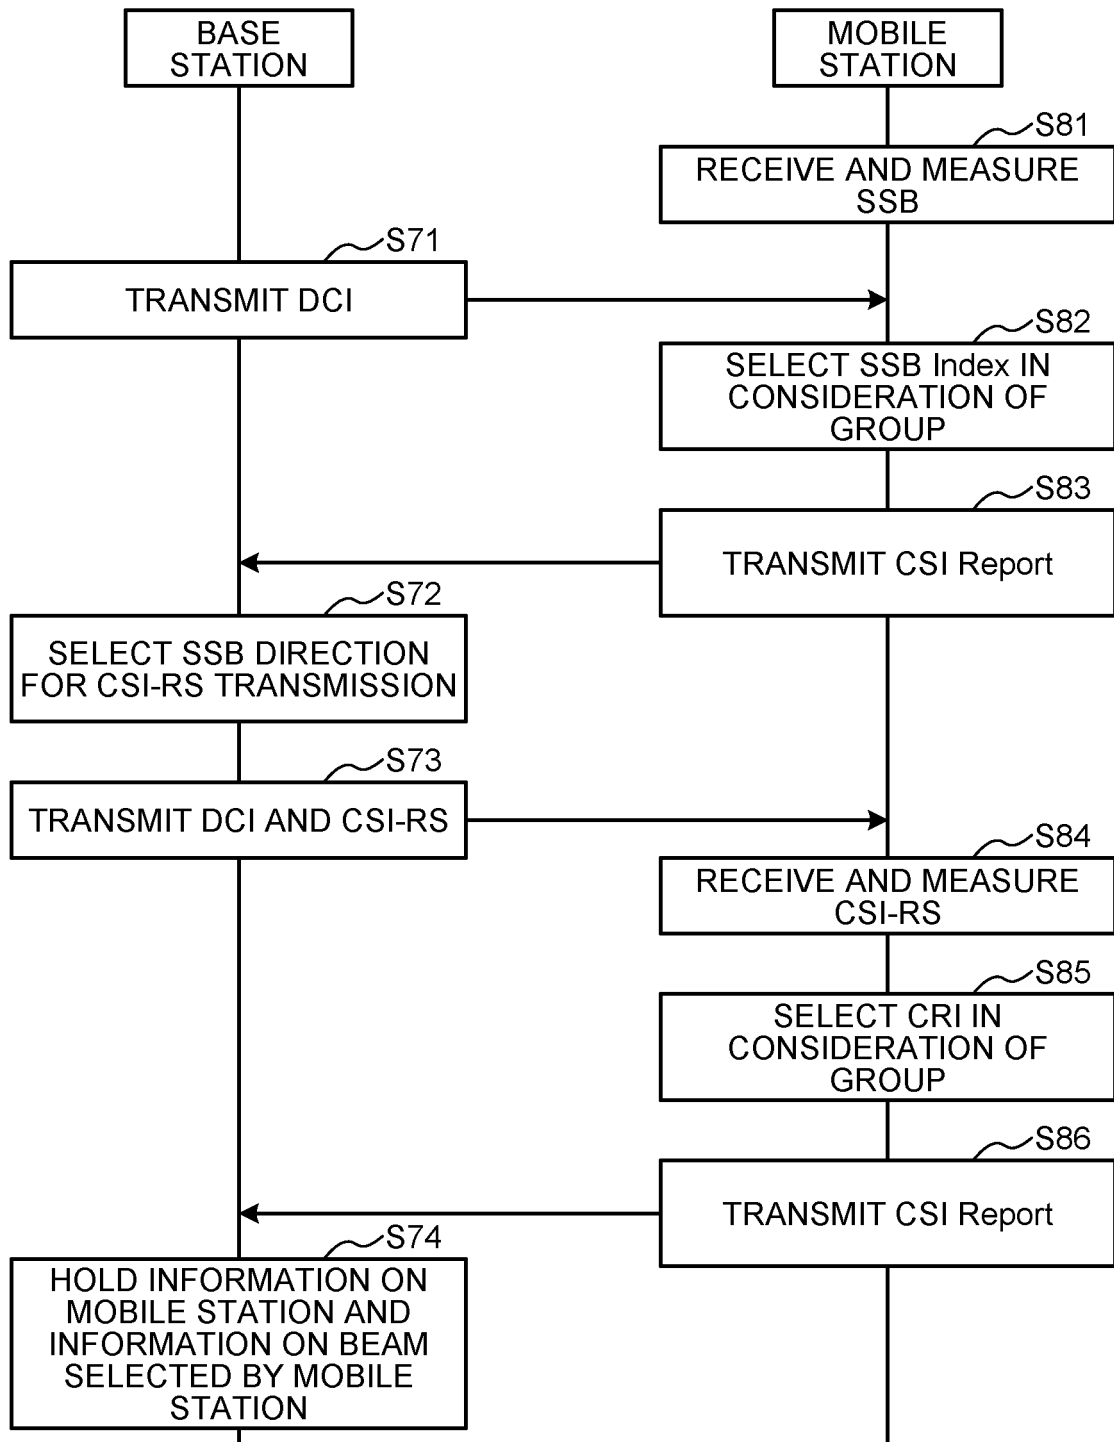 BASE
STATION
MOBILE
STATION
S81
RECEIVE AND MEASURE
SSB
S71
TRANSMIT DCI
S82
SELECT SSB Index IN
CONSIDERATION OF
GROUP
S83
TRANSMIT CSI Report
S72
SELECT SSB DIRECTION
FOR CSI-RS TRANSMISSION
S73
TRANSMIT DCI AND CSI-RS
S84
RECEIVE AND MEASURE
CSI-RS
S85
SELECT CRI IN
CONSIDERATION OF
GROUP
S86
TRANSMIT CSI Report
S74
HOLD INFORMATION ON
MOBILE STATION AND
INFORMATION ON BEAM
SELECTED BY MOBILE
STATION